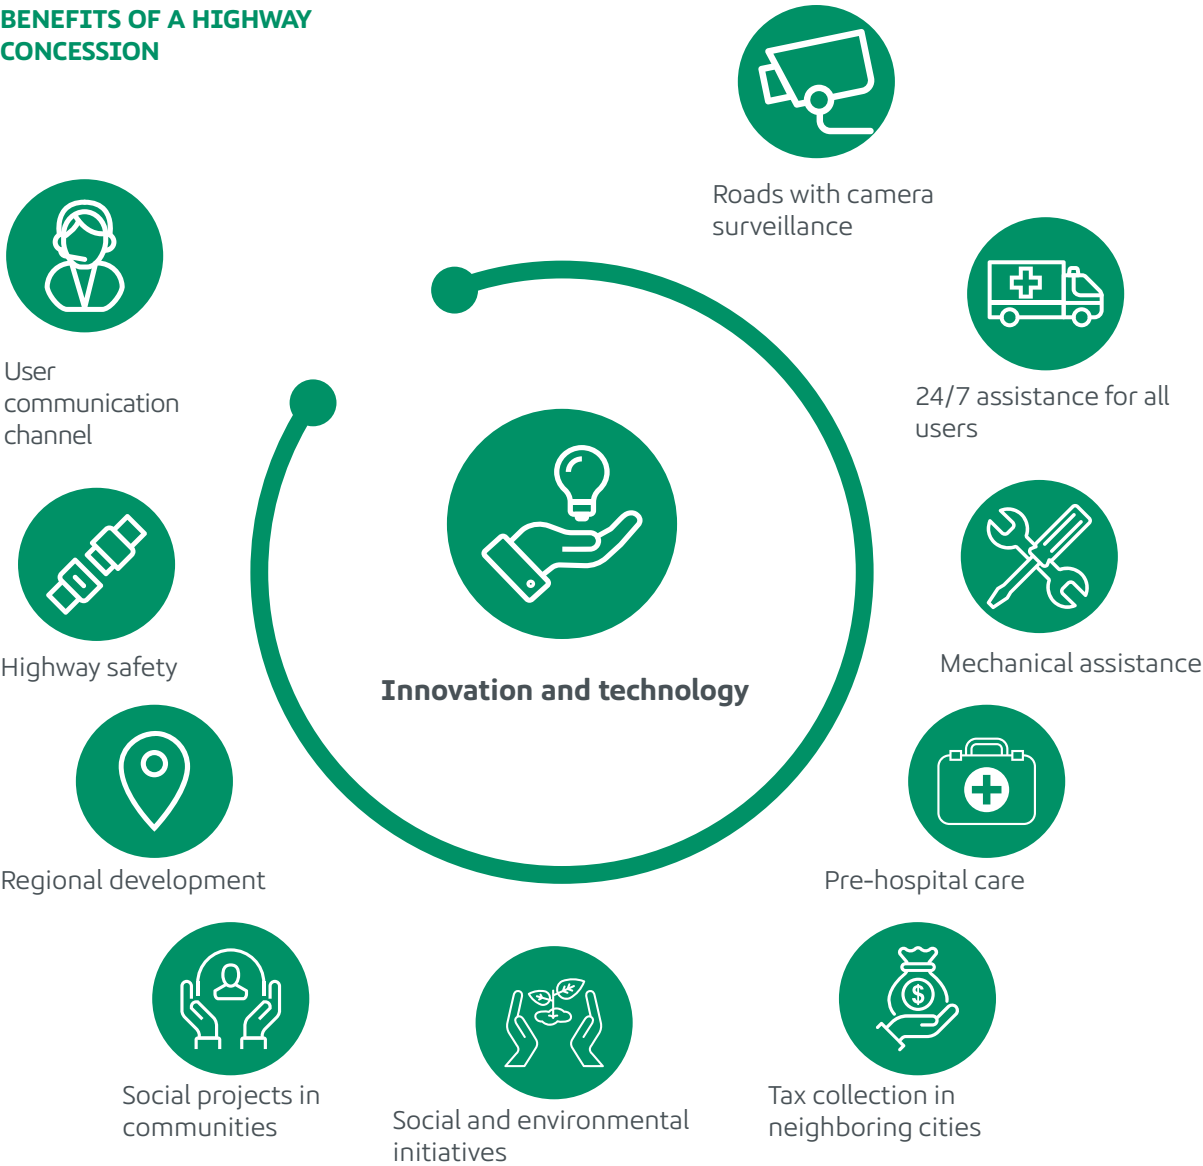 BENEFITS OF A HIGHWAY
CONCESSION
Roads with camera
surveillance
24/7 assistance for all
users
Mechanical assistance
Pre-hospital care
Tax collection in
neighboring cities
Social and environmental
initiatives
Social projects in
communities
Regional development
Highway safety
User
communication
channel
Innovation and technology
$